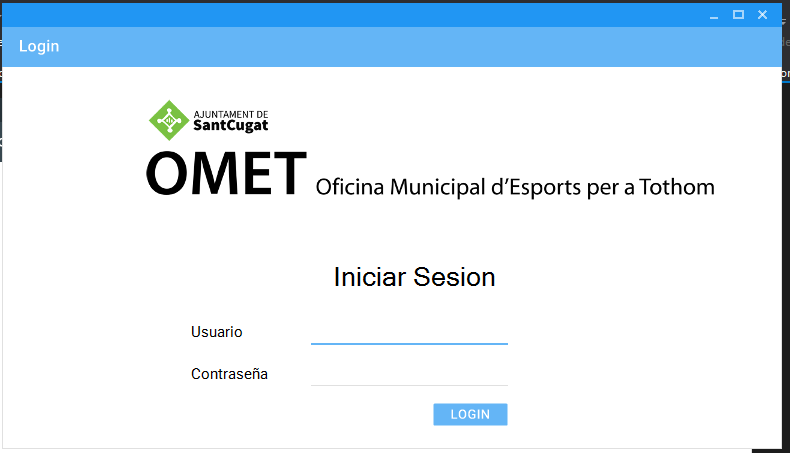 Login
AJUNTAMENT DE
SantCugat
OMET Oficina Municipal d'Esports per a Tothom
Iniciar Sesion
Usuario
Contraseña
LOGIN